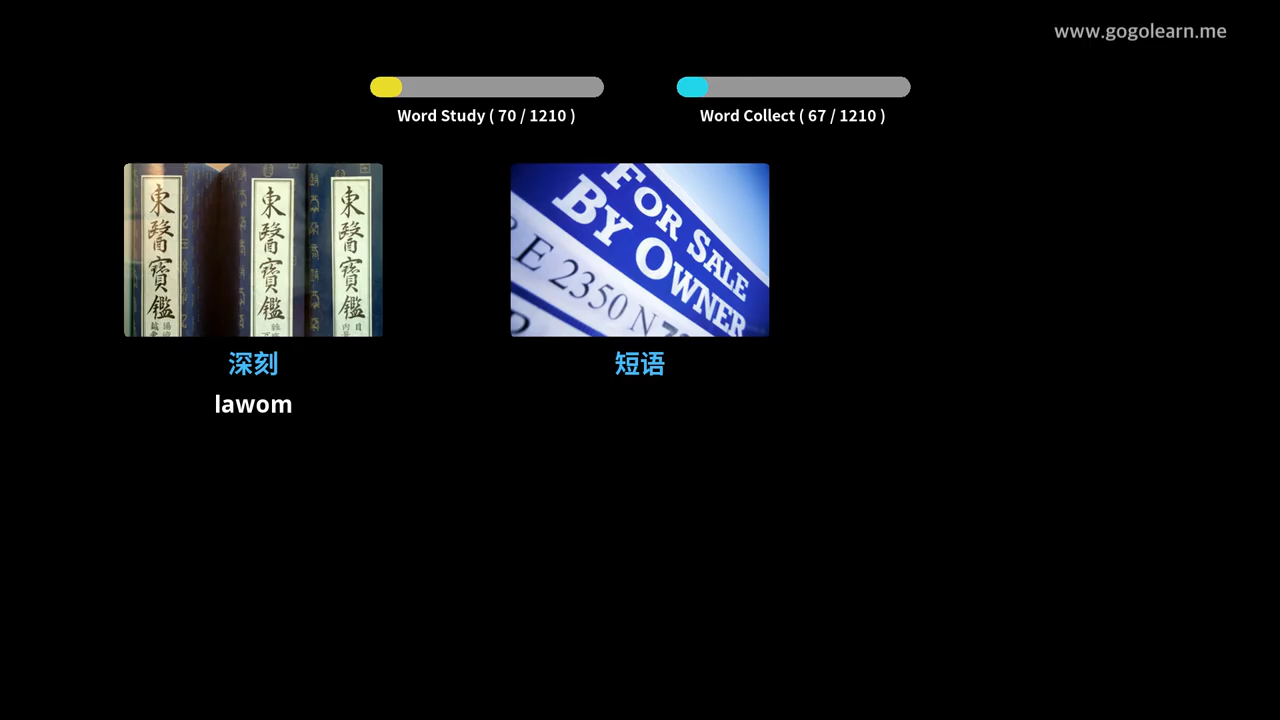 www.gogolearn.me
Word Study ( 70 / 1210 )
Word Collect ( 67 / 1210 )
東醫寶鑑
東醫寶鑑
東醫寶鑑
FOR SALE
BY OWNER
E 2350 N
深刻
短语
lawom